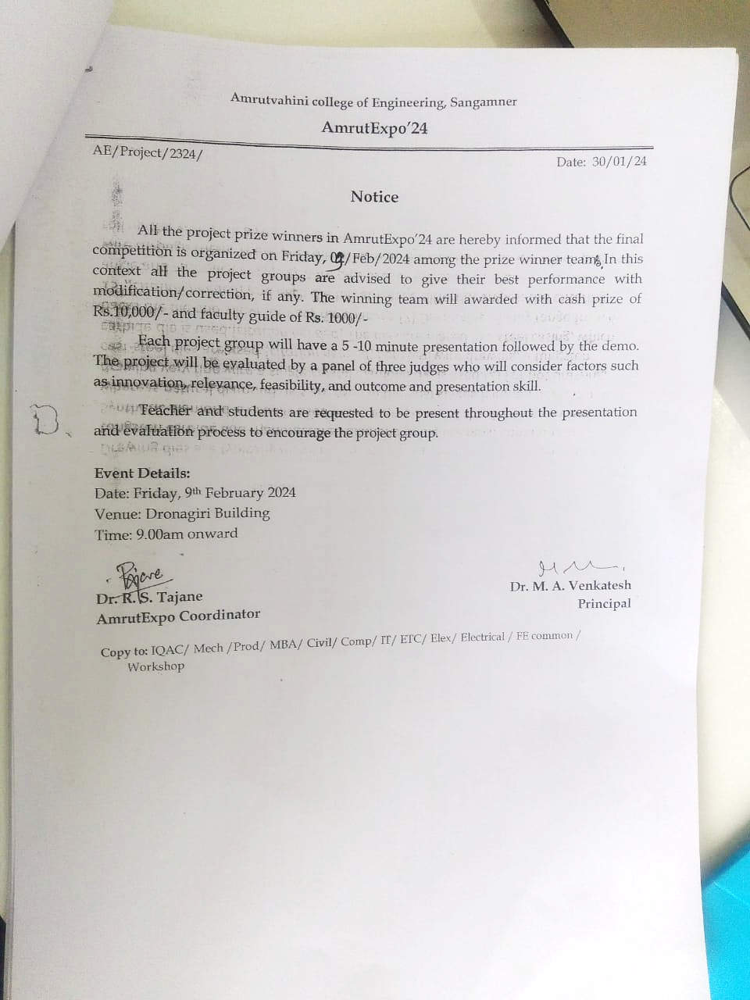 Amrutvahini college of Engineering, Sangamner
AmrutExpo'24
AE/Project/2324/
Date: 30/01/24
Notice
All the project prize winners in AmrutExpo'24 are hereby informed that the final
competition is organized on Friday, 09/Feb/2024 among the prize winner teams. In this
context all the project groups are advised to give their best performance with
modification/correction, if any. The winning team will awarded with cash prize of
Rs.10,000/- and faculty guide of Rs. 1000/-
Each project group will have a 5 -10 minute presentation followed by the demo.
The project will be evaluated by a panel of three judges who will consider factors such
as innovation, relevance, feasibility, and outcome and presentation skill.
Teacher and students are requested to be present throughout the presentation
and evaluation process to encourage the project group.
Event Details:
Date: Friday, 9th February 2024
Venue: Dronagiri Building
Time: 9.00am onward
Dr. R. S. Tajane
AmrutExpo Coordinator
Dr. M. A. Venkatesh
Principal
Copy to: IQAC/ Mech /Prod/ MBA/ Civil/ Comp/ IT/ ETC/ Elex/ Electrical / FE common /
Workshop